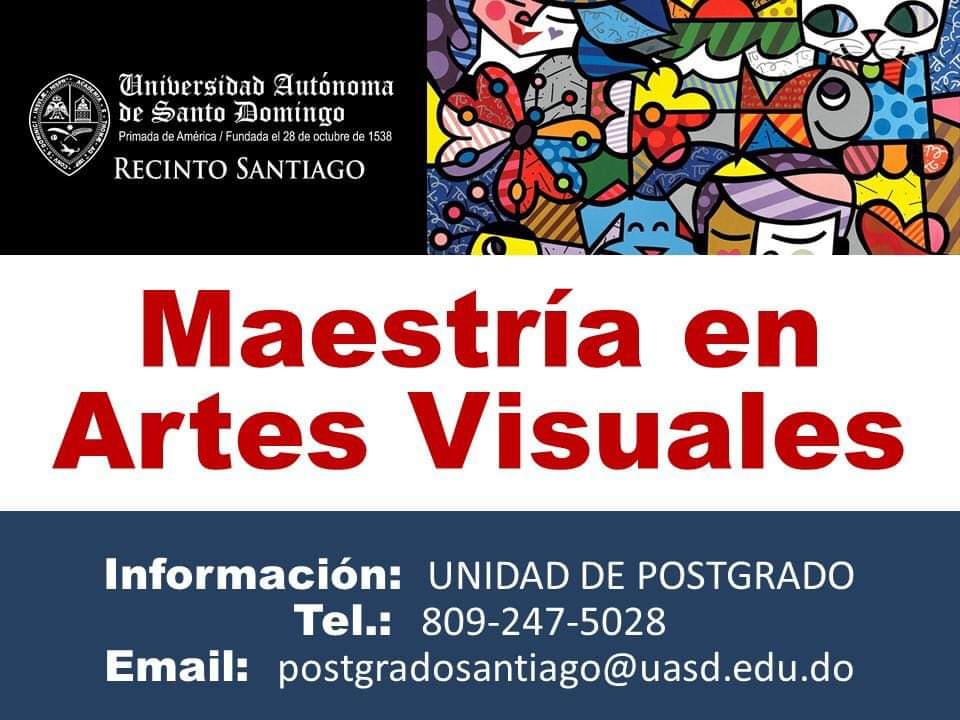 Universidad Autónoma
de Santo Domingo
Primada de América / Fundada el 28 de octubre de 1538
RECINTO SANTIAGO
Maestría en
Artes Visuales
Información: UNIDAD DE POSTGRADO
Tel.: 809-247-5028
Email: postgradosantiago@uasd.edu.do